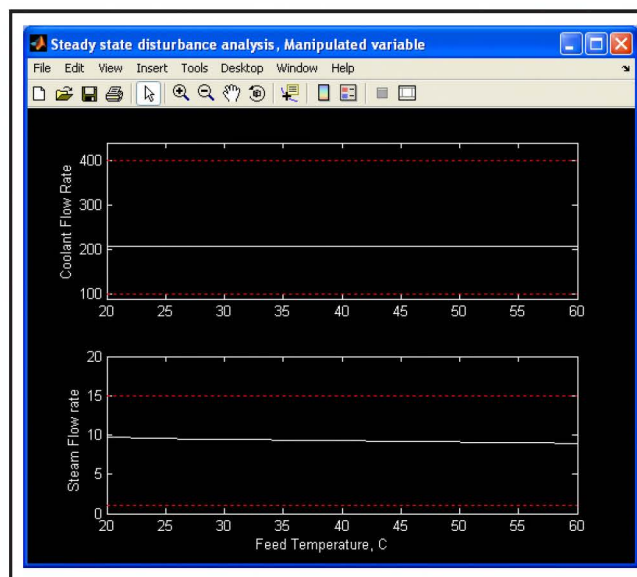 Steady state disturbance analysis, Manipulated variable
File Edit View Insert Tools Desktop Window Help
400
300
200
100
Coolant Flow Rate
20 25 30 35 40 45 50 55 60
20
15
10
5
0
Steam Flow rate
20 25 30 35 40 45 50 55 60
Feed Temperature, C